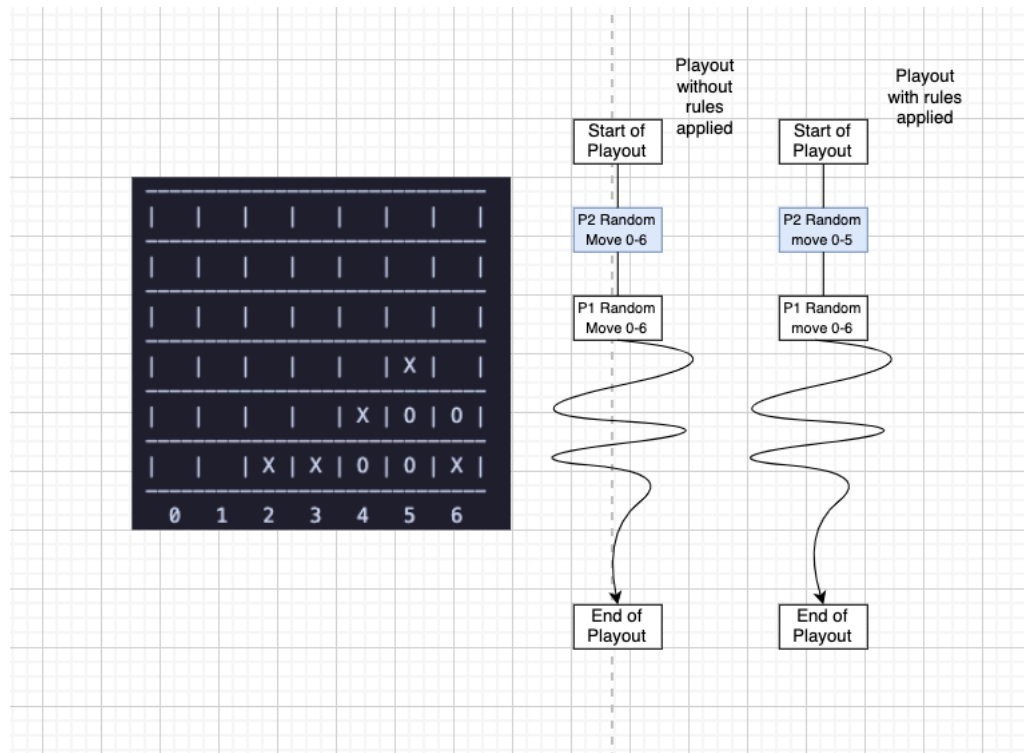 | | | | | | | |
| | | | | | | |
| | | | | | | |
| | | | | | X | |
| | | | | X | O | O |
| | | X | X | O | O | X |
0 1 2 3 4 5 6
Playout
without
rules
applied
Start of
Playout
P2 Random
Move 0-6
P1 Random
Move 0-6
End of
Playout
Playout
with rules
applied
Start of
Playout
P2 Random
move 0-5
P1 Random
move 0-6
End of
Playout